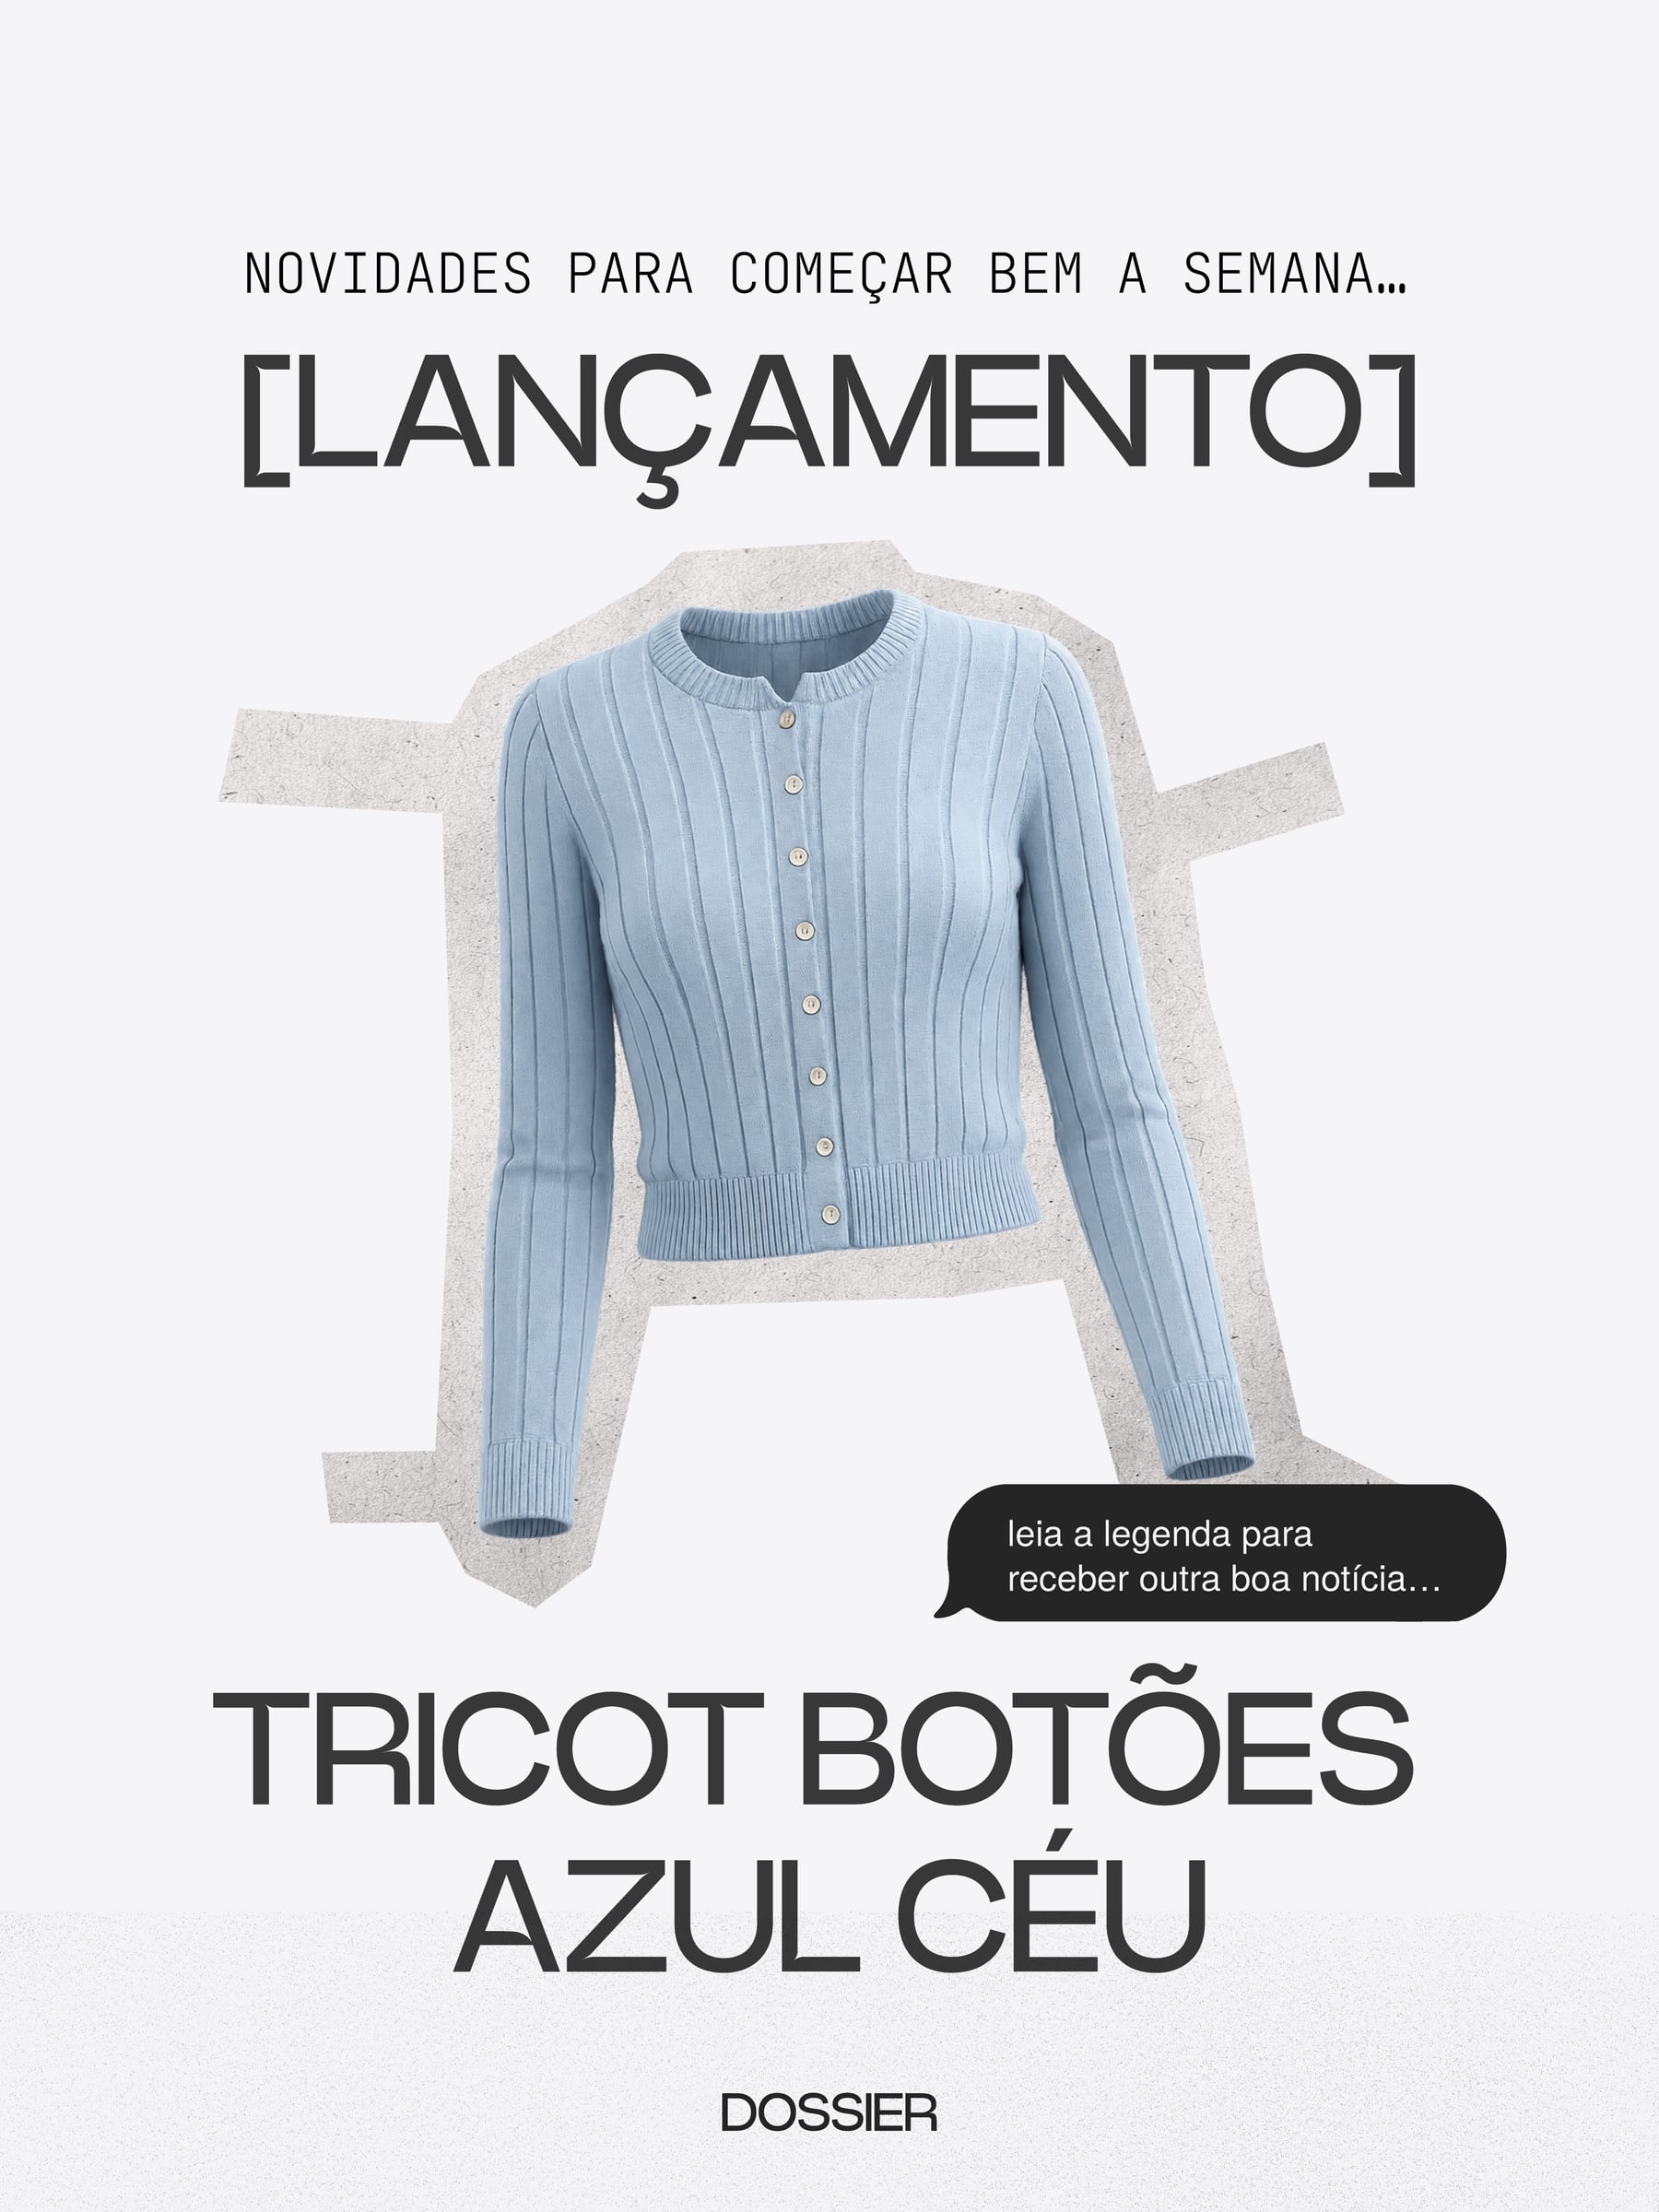 NOVIDADES PARA COMEÇAR BEM A SEMANA…
[LANÇAMENTO]
leia a legenda para
receber outra boa notícia…
TRICOT BOTÕES
AZUL CÉU
DOSSIER